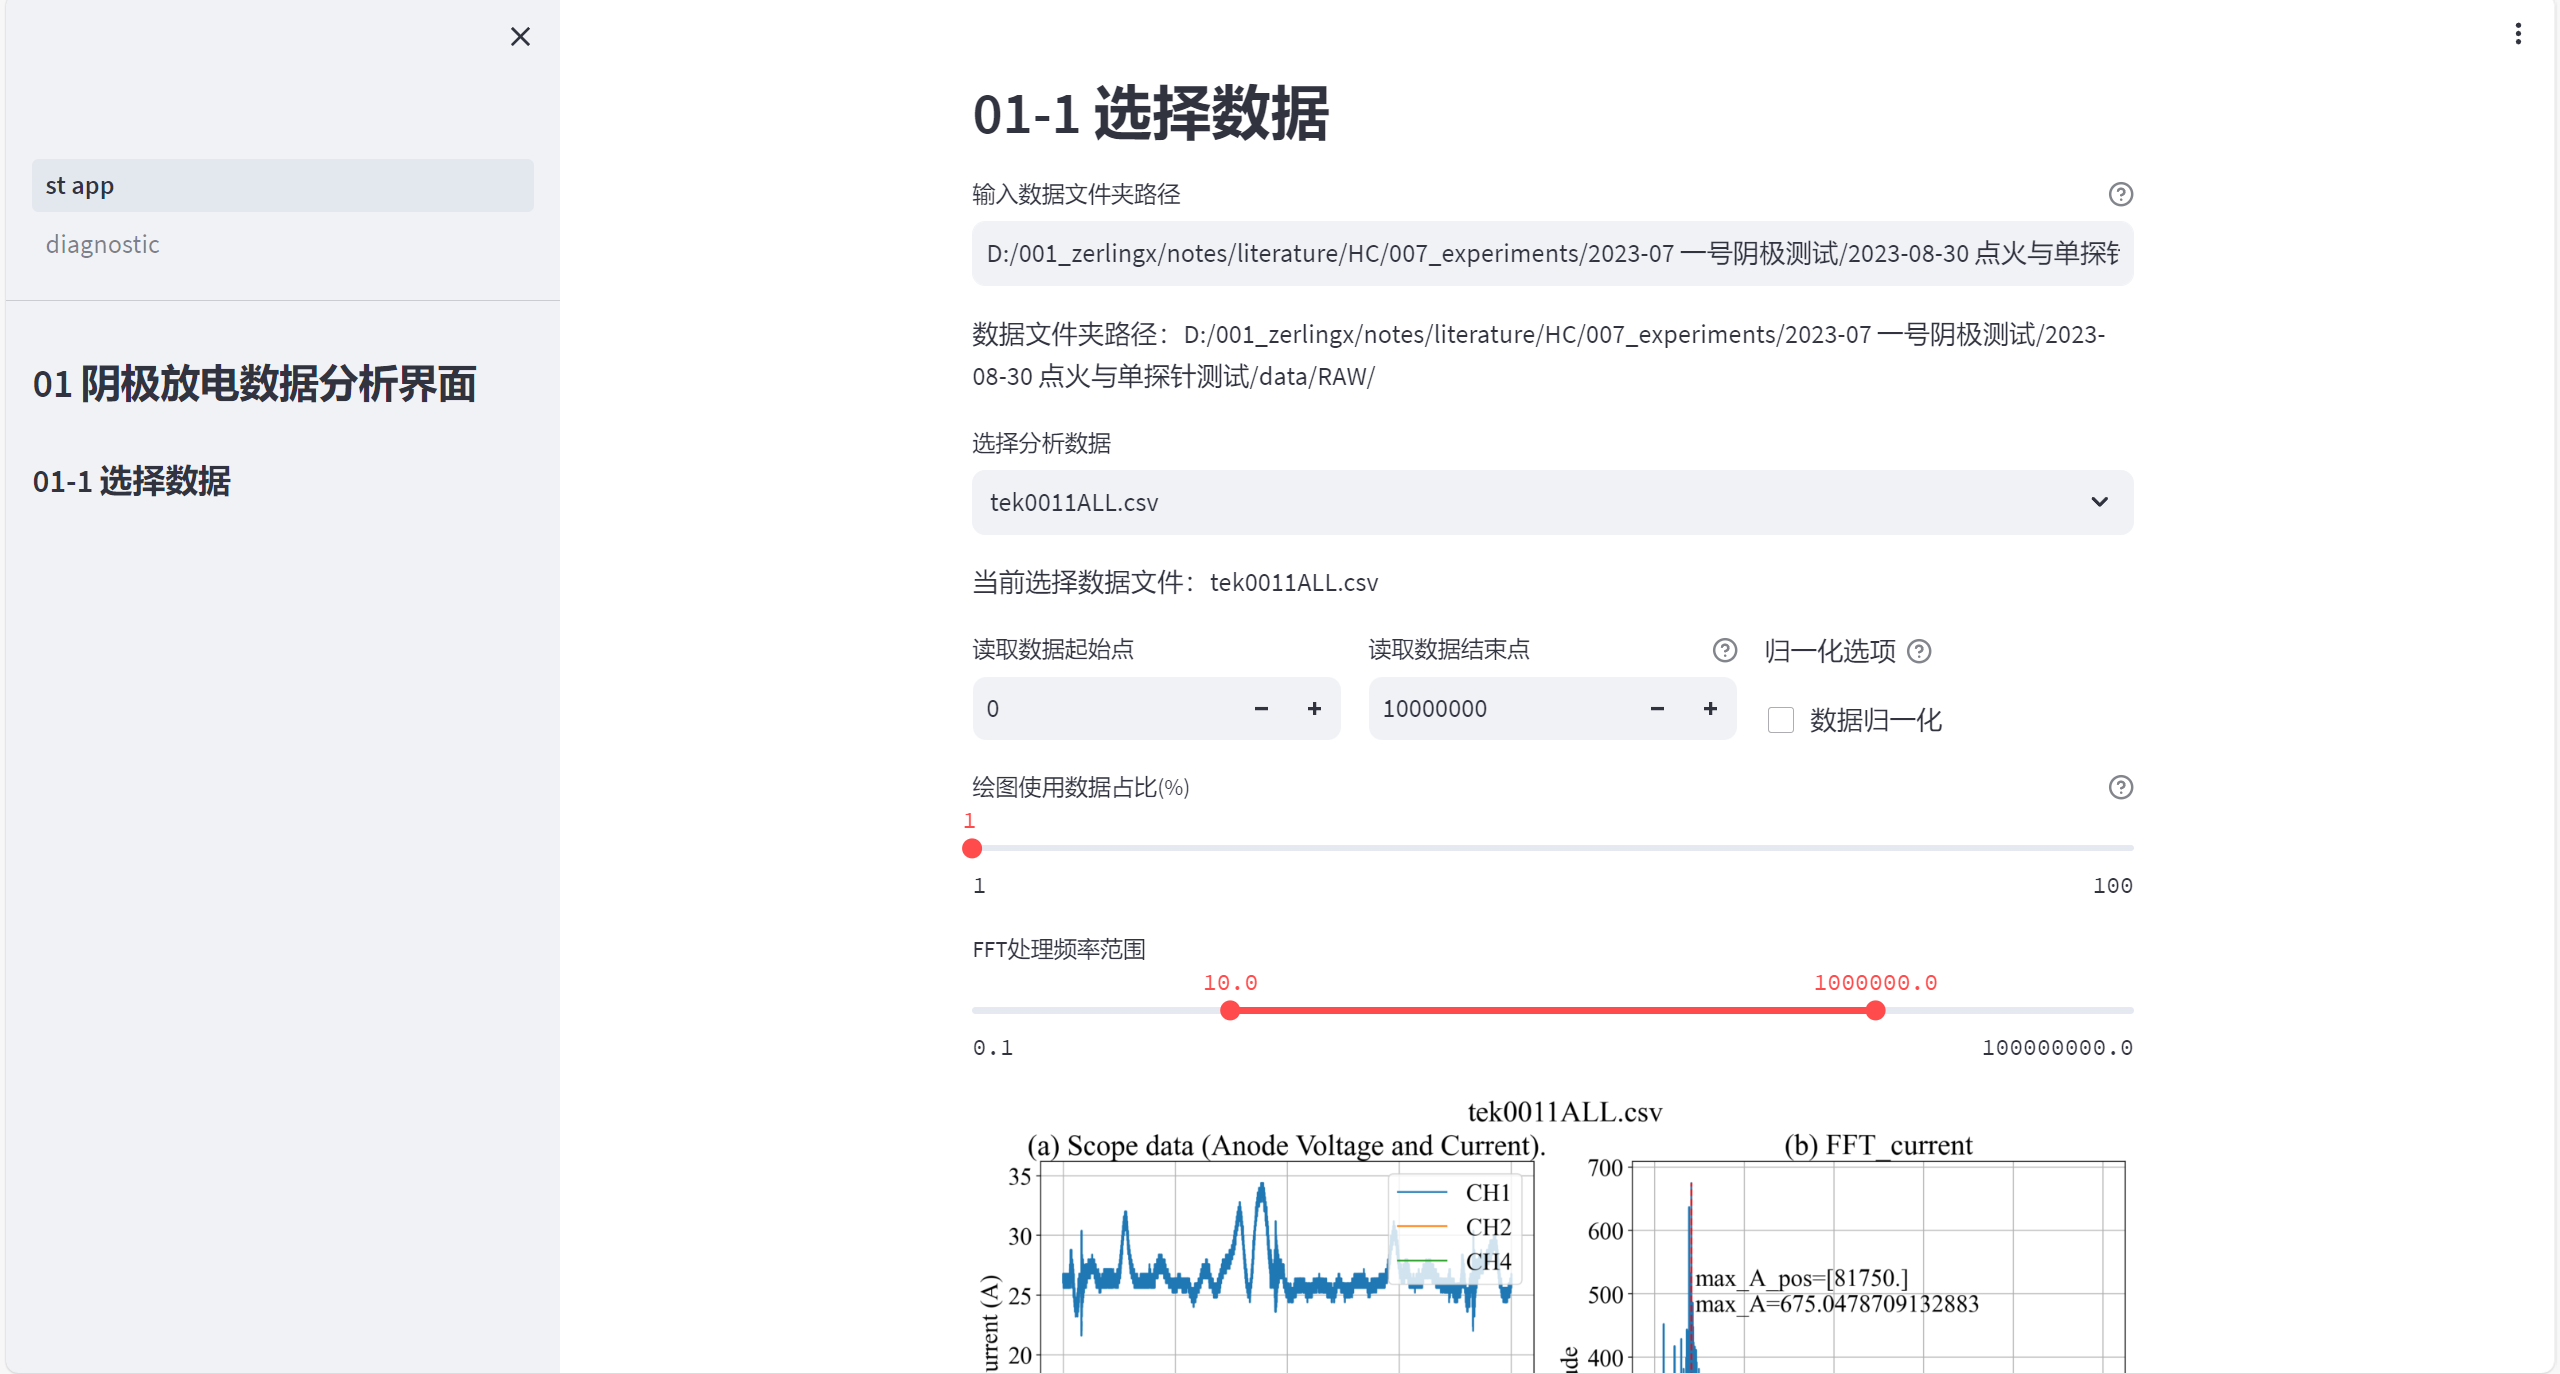 st app
diagnostic
01 阴极放电数据分析界面
01-1 选择数据
01-1 选择数据
输入数据文件夹路径
D:/001_zerlingx/notes/literature/HC/007_experiments/2023-07 一号阴极测试/2023-08-30 点火与单探针
数据文件夹路径：D:/001_zerlingx/notes/literature/HC/007_experiments/2023-07 一号阴极测试/2023-
08-30 点火与单探针测试/data/RAW/
选择分析数据
tek0011ALL.csv
当前选择数据文件：tek0011ALL.csv
读取数据起始点
0
读取数据结束点
10000000
归一化选项
数据归一化
绘图使用数据占比(%)
1
1
100
FFT处理频率范围
10.0
1000000.0
0.1
100000000.0
tek0011ALL.csv
(a) Scope data (Anode Voltage and Current).
35
30
25
20
CH1
CH2
CH4
(b) FFT_current
700
600
500
400
max_A_pos=[81750.]
max_A=675.0478709132883